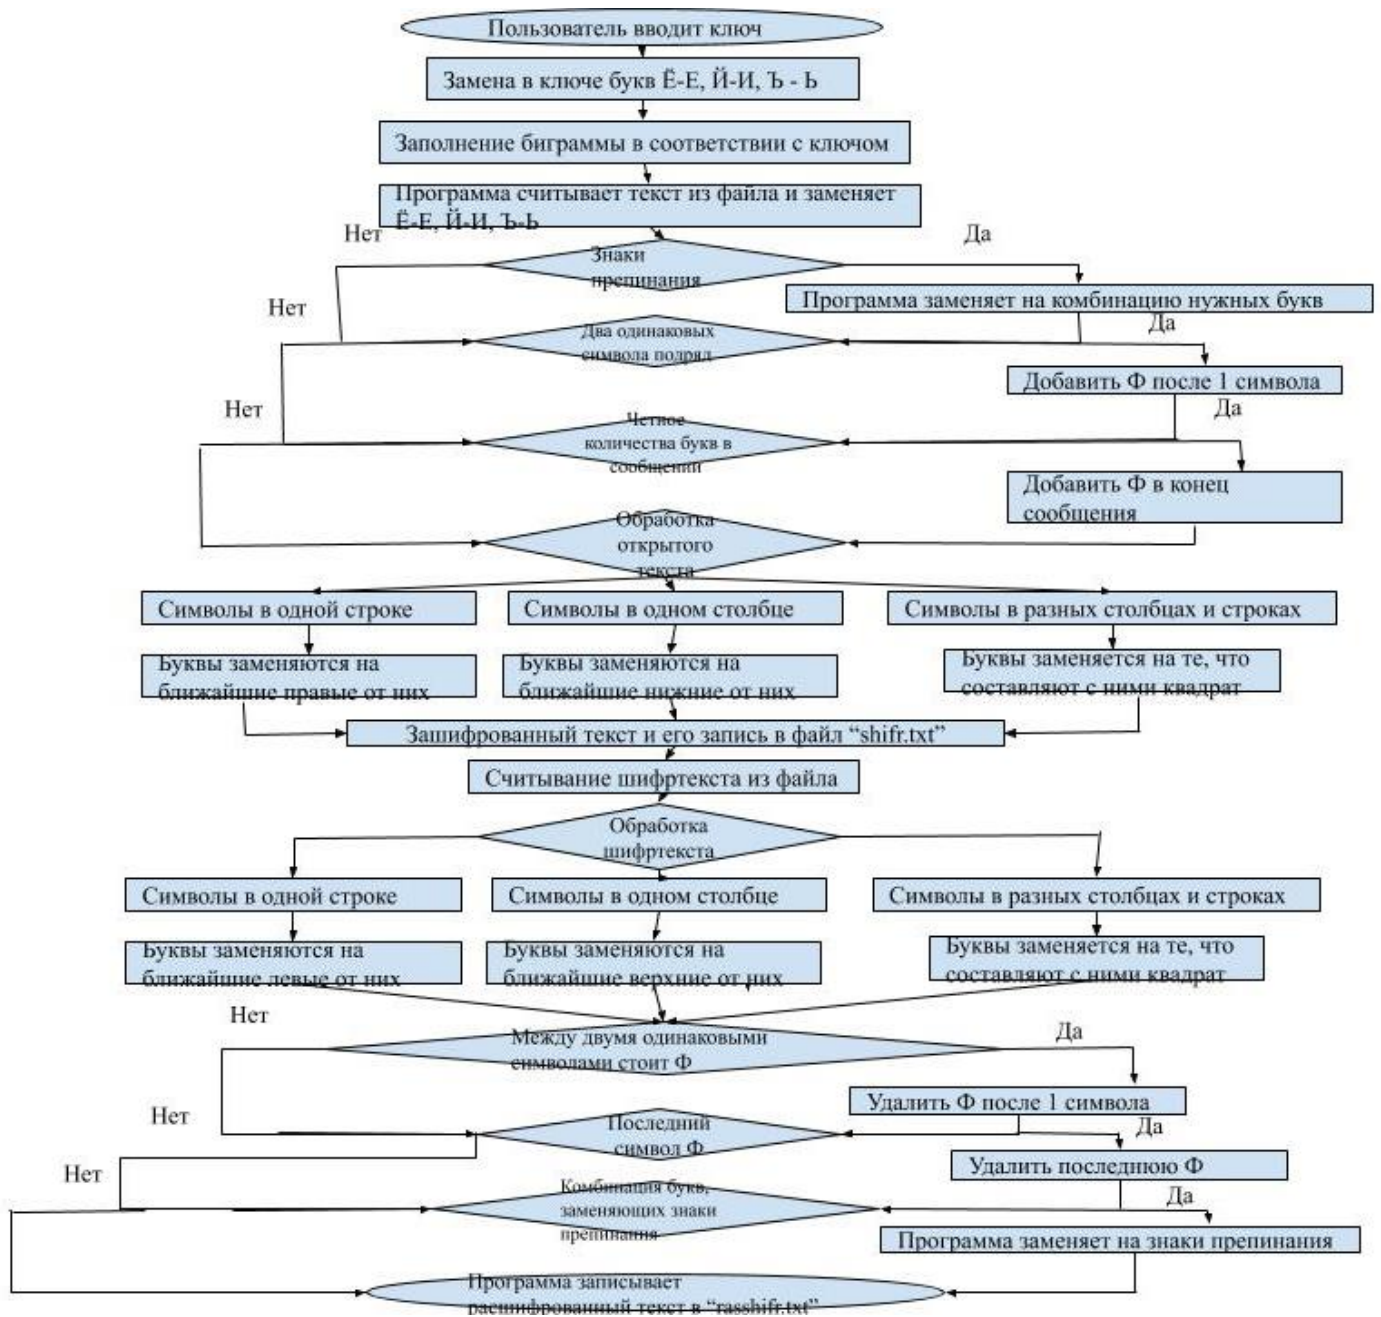 Пользователь вводит ключ
Замена в ключе букв Ё-Е, Й-И, Ъ - Ь
Заполнение биграммы в соответствии с ключом
Программа считывает текст из файла и заменяет
Ё-Е, Й-И, Ъ-Ь
Нет
Да
Знаки
препинания
Программа заменяет на комбинацию нужных букв
Нет
Да
Два одинаковых
символа подряд
Добавить Ф после 1 символа
Нет
Да
Четное
количества букв в
сообщении
Добавить Ф в конец
сообщения
Обработка
открытого
текста
Символы в одной строке
Символы в одном столбце
Символы в разных столбцах и строках
Буквы заменяются на
ближайшие правые от них
Буквы заменяются на
ближайшие нижние от них
Буквы заменяется на те, что
составляют с ними квадрат
Зашифрованный текст и его запись в файл “shifr.txt”
Считывание шифртекста из файла
Обработка
шифртекста
Символы в одной строке
Символы в одном столбце
Символы в разных столбцах и строках
Буквы заменяются на
ближайшие левые от них
Буквы заменяются на
ближайшие верхние от них
Буквы заменяется на те, что
составляют с ними квадрат
Нет
Да
Между двумя одинаковыми
символами стоит Ф
Удалить Ф после 1 символа
Нет
Да
Последний
символ Ф
Удалить последнюю Ф
Нет
Да
Комбинация букв,
заменяющих знаки
препинания
Программа заменяет на знаки препинания
Программа записывает
расшифрованный текст в “rasshifr.txt”